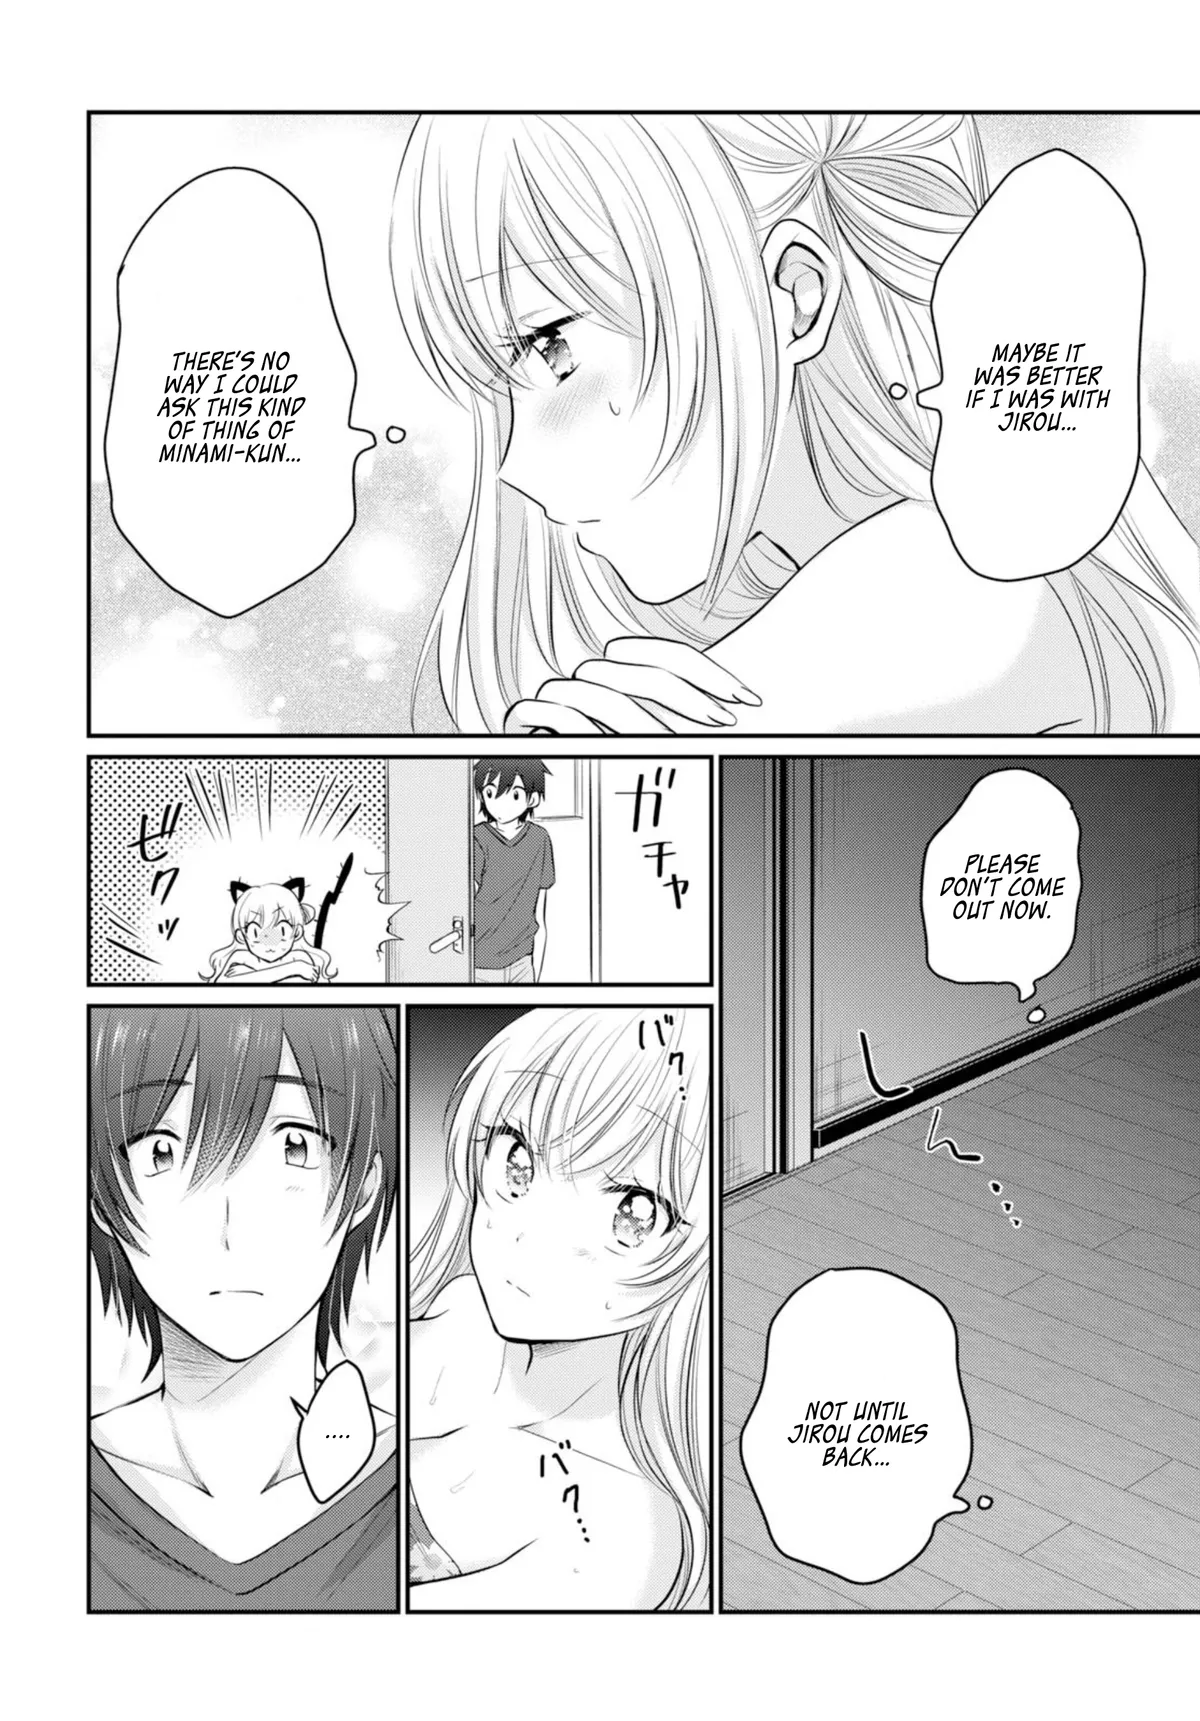 MAYBE IT
WAS BETTER
IF I WAS WITH
JIROU...
THERE'S NO
WAY I COULD
ASK THIS KIND
OF THING OF
MINAMI-KUN...
PLEASE
DON'T COME
OUT NOW.
しん...
NOT UNTIL
JIROU COMES
BACK...
ガチャ
ビクッ
バク...
バク...
....